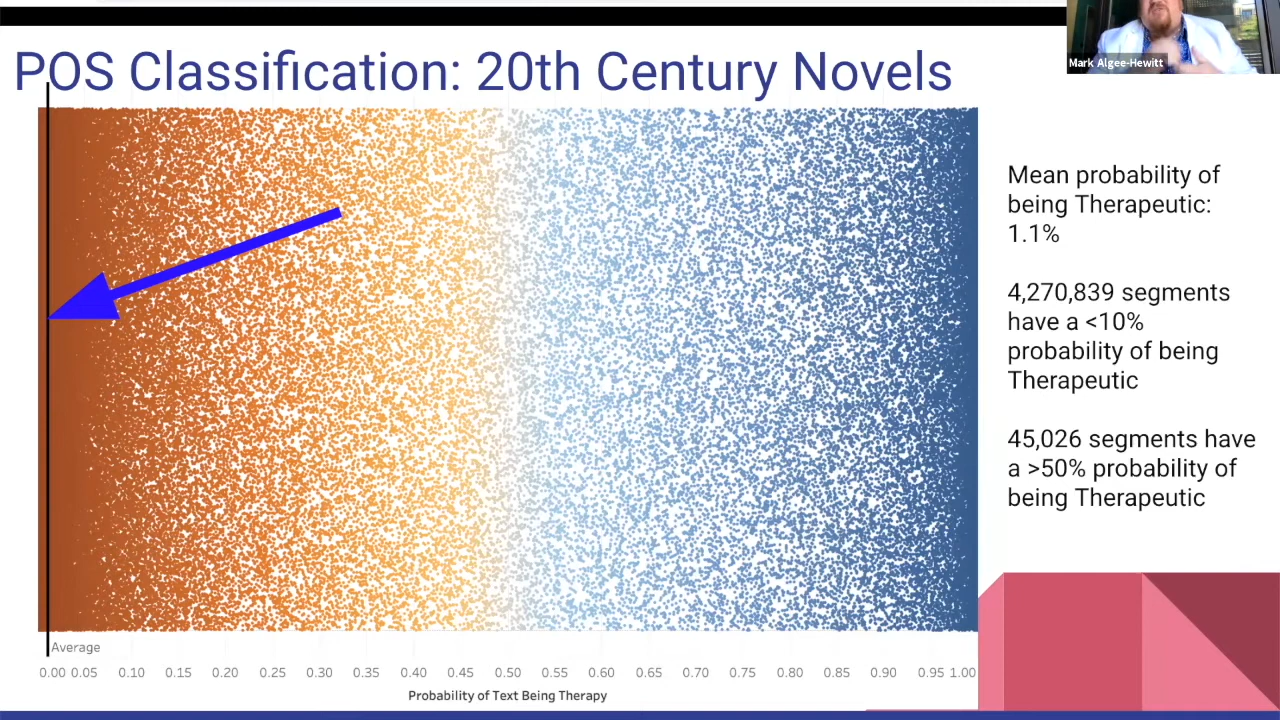 POS Classification: 20th Century Novels
Mark Algee-Hewitt
Mean probability of
being Therapeutic:
1.1%
4,270,839 segments
have a <10%
probability of being
Therapeutic
45,026 segments have
a >50% probability of
being Therapeutic
Average
0.00 0.05 0.10 0.15 0.20 0.25 0.30 0.35 0.40 0.45 0.50 0.55 0.60 0.65 0.70 0.75 0.80 0.85 0.90 0.95 1.00
Probability of Text Being Therapy